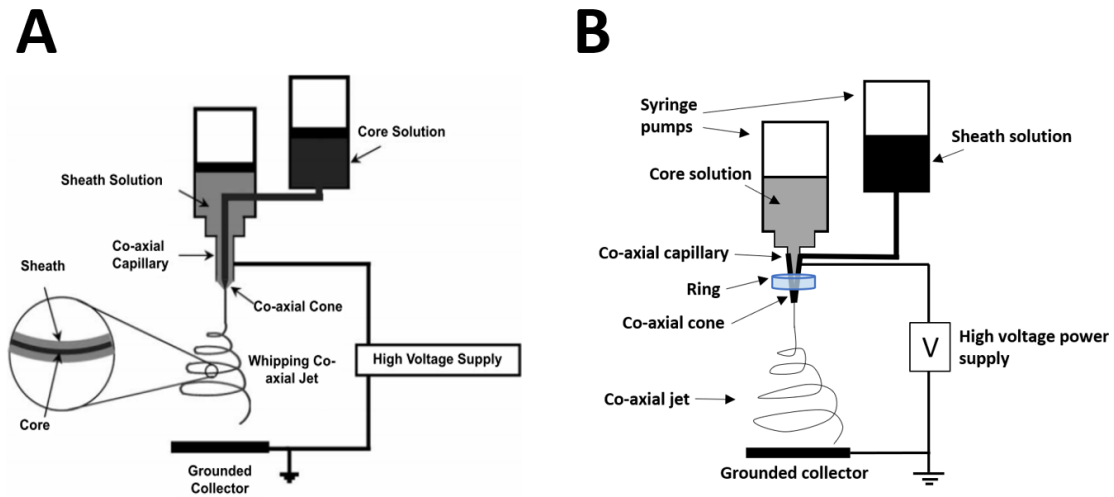 A
Core Solution
Sheath Solution
Co-axial
Capillary
Sheath
Co-axial Cone
Whipping Co-
axial Jet
High Voltage Supply
Core
Grounded
Collector
B
Syringe
pumps
Sheath solution
Core solution
Co-axial capillary
Ring
Co-axial cone
V
High voltage power
supply
Co-axial jet
Grounded collector